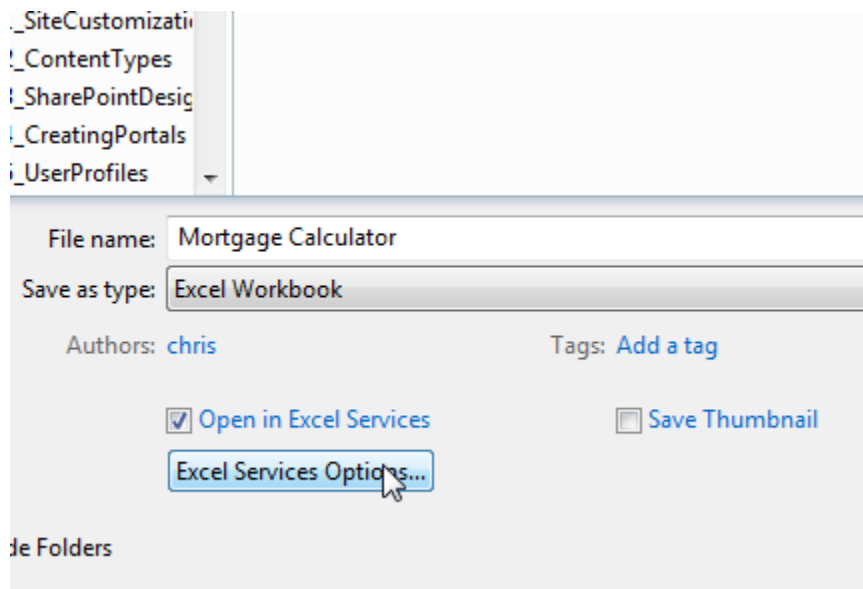 _SiteCustomizati
_ContentTypes
_SharePointDesig
_CreatingPortals
_UserProfiles
File name: Mortgage Calculator
Save as type: Excel Workbook
Authors: chris Tags: Add a tag
Open in Excel Services Save Thumbnail
Excel Services Options...
de Folders